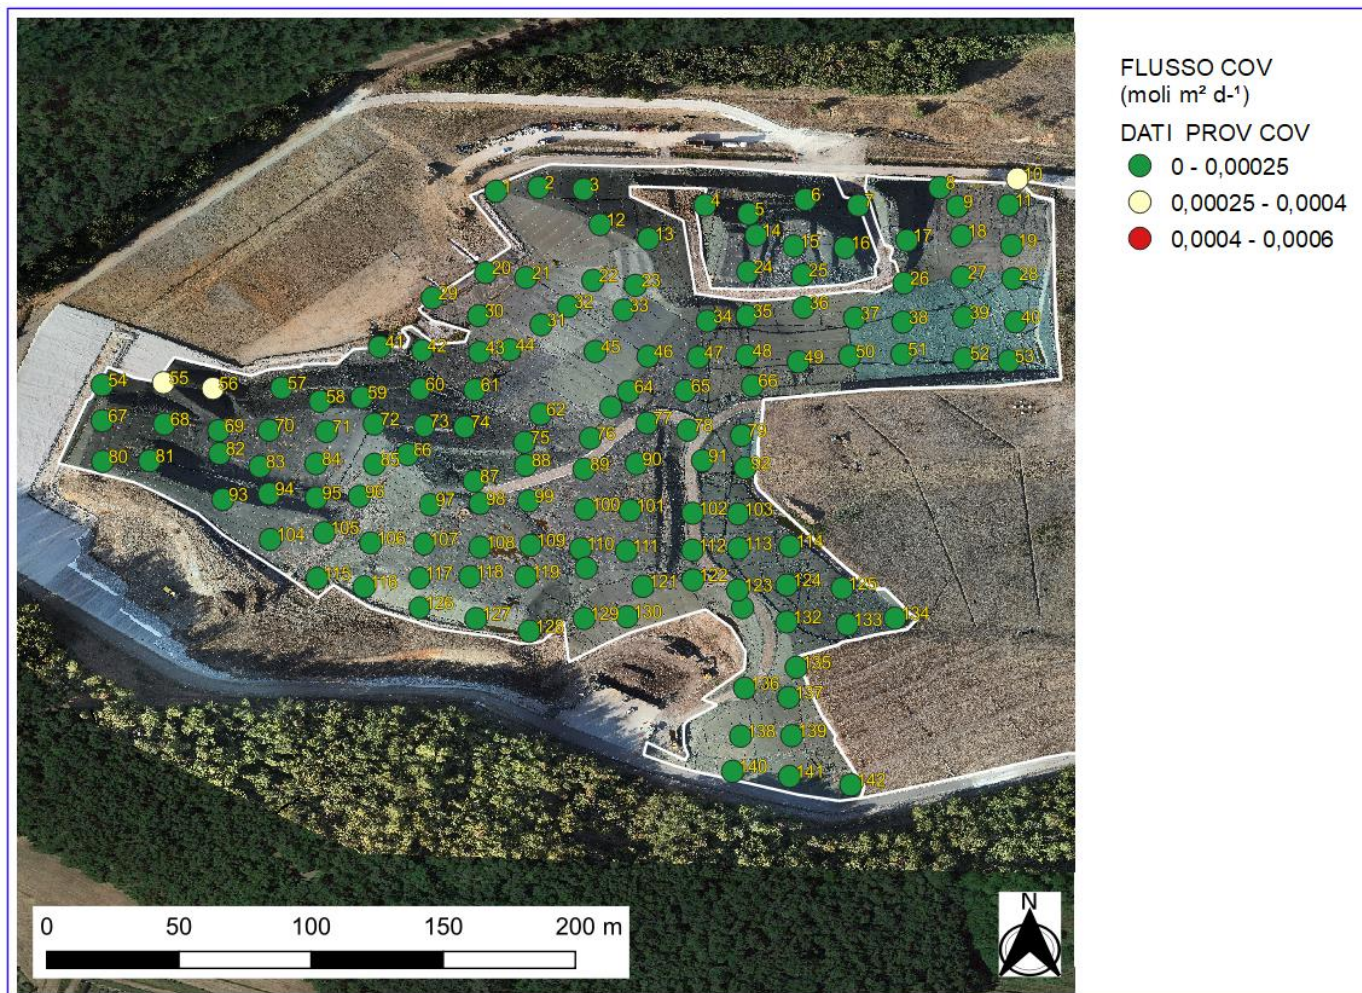 FLUSSO COV
(moli m² d-¹)
DATI PROV COV
0 - 0,00025
0,00025 - 0,0004
0,0004 - 0,0006
1 2 3 4 5 6 7 8 9 10 11
12 13 14 15 16 17 18 19
20 21 22 23 24 25 26 27 28
29 30 31 32 33 34 35 36 37 38 39 40
41 42 43 44 45 46 47 48 49 50 51 52 53
54 55 56 57 58 59 60 61 62 64 65 66
67 68 69 70 71 72 73 74 75 76 77 78 79
80 81 82 83 84 85 86 87 88 89 90 91 92
93 94 95 96 97 98 99 100 101 102 103
104 105 106 107 108 109 110 111 112 113 114
115 116 117 118 119 121 122 123 124 125
126 127 128 129 130 132 133 134
135 136 137
138 139
140 141 142
0 50 100 150 200 m
N